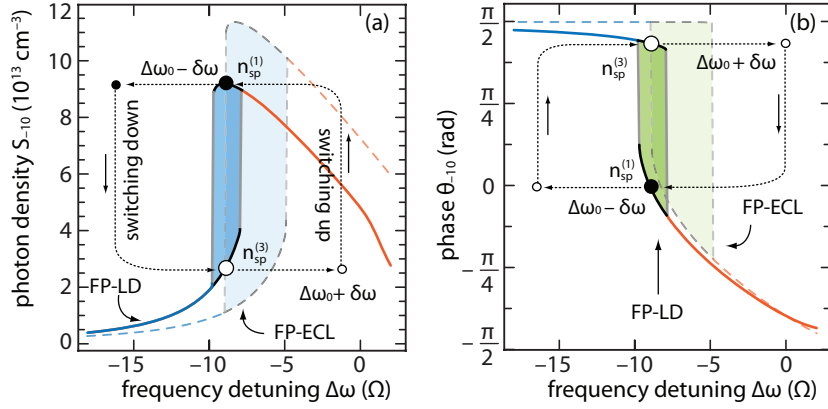 (a)
photon density S₋₁₀ (10¹³ cm⁻³)
12
10
8
6
4
2
0
Δω₀ − δω
n_sp^(1)
switching down
switching up
n_sp^(3)
Δω₀ + δω
FP-LD
FP-ECL
−15
−10
−5
0
frequency detuning Δω (Ω)
(b)
phase θ₋₁₀ (rad)
π/2
π/4
0
−π/4
−π/2
n_sp^(3)
Δω₀ + δω
n_sp^(1)
Δω₀ − δω
FP-ECL
FP-LD
−15
−10
−5
0
frequency detuning Δω (Ω)